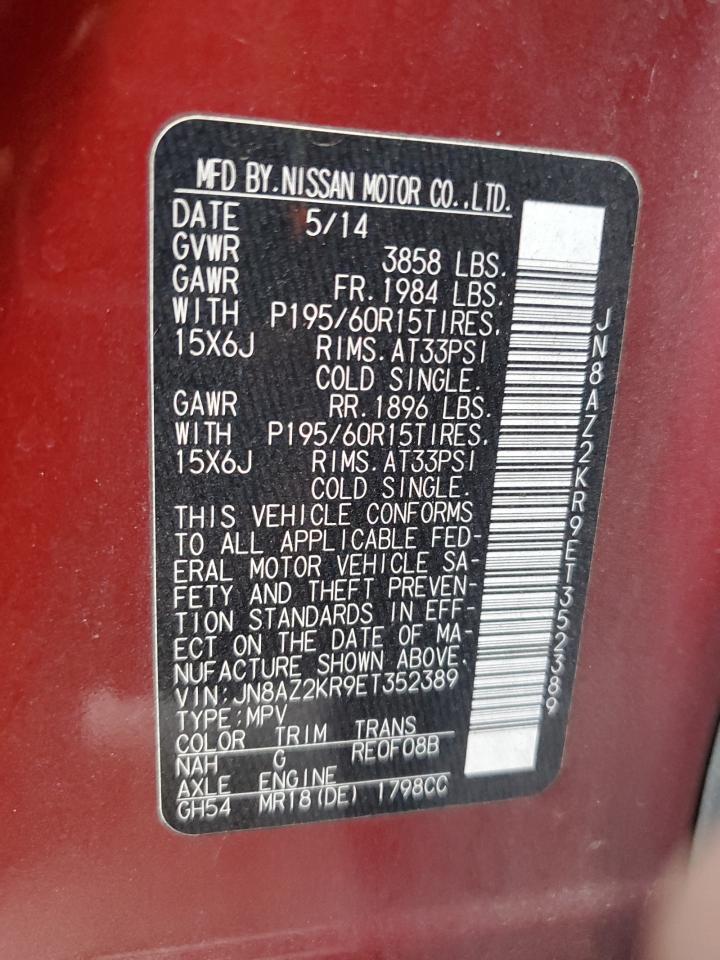 MFD BY. NISSAN MOTOR CO., LTD.
DATE 5/14
GVWR 3858 LBS.
GAWR FR. 1984 LBS.
WITH P195/60R15TIRES.
15X6J RIMS. AT33PSI
COLD SINGLE.
GAWR RR. 1896 LBS.
WITH P195/60R15TIRES.
15X6J RIMS. AT33PSI
COLD SINGLE.
THIS VEHICLE CONFORMS
TO ALL APPLICABLE FED-
ERAL MOTOR VEHICLE SA-
FETY AND THEFT PREVEN-
TION STANDARDS IN EFF-
ECT ON THE DATE OF MA-
NUFACTURE SHOWN ABOVE.
VIN: JN8AZ2KR9ET352389
TYPE: MPV
COLOR TRIM TRANS
NAH G RE0F08B
AXLE ENGINE
GH54 MR18(DE) 1798CC
JN8AZ2KR9ET352389